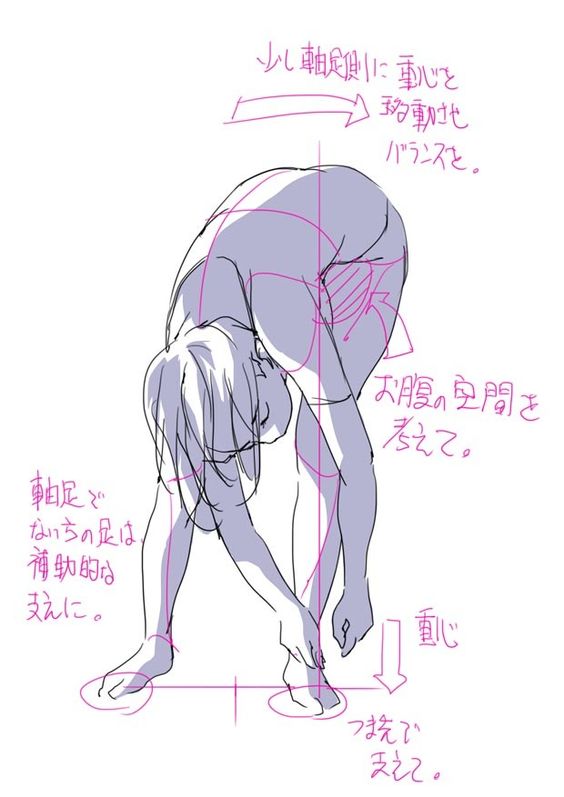 少し軸足側に重心を
移動させ
バランスを。
お腹の空間を
考えて。
軸足で
ない方の足は、
補助的な
支えに。
重心
つま先で
支えて。